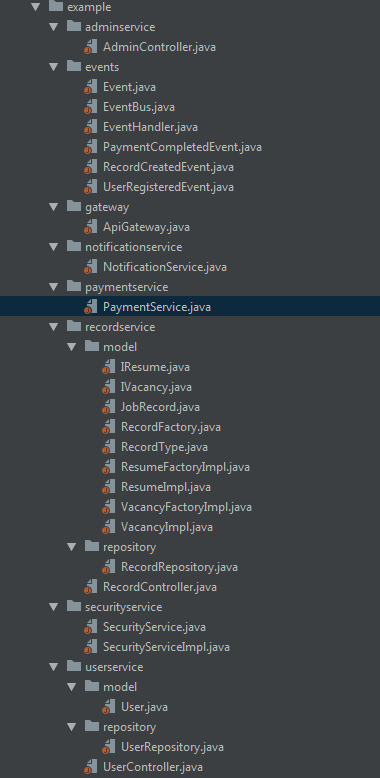 example
adminservice
AdminController.java
events
Event.java
EventBus.java
EventHandler.java
PaymentCompletedEvent.java
RecordCreatedEvent.java
UserRegisteredEvent.java
gateway
ApiGateway.java
notificationservice
NotificationService.java
paymentservice
PaymentService.java
recordservice
model
IResume.java
IVacancy.java
JobRecord.java
RecordFactory.java
RecordType.java
ResumeFactoryImpl.java
ResumeImpl.java
VacancyFactoryImpl.java
VacancyImpl.java
repository
RecordRepository.java
RecordController.java
securityservice
SecurityService.java
SecurityServiceImpl.java
userservice
model
User.java
repository
UserRepository.java
UserController.java